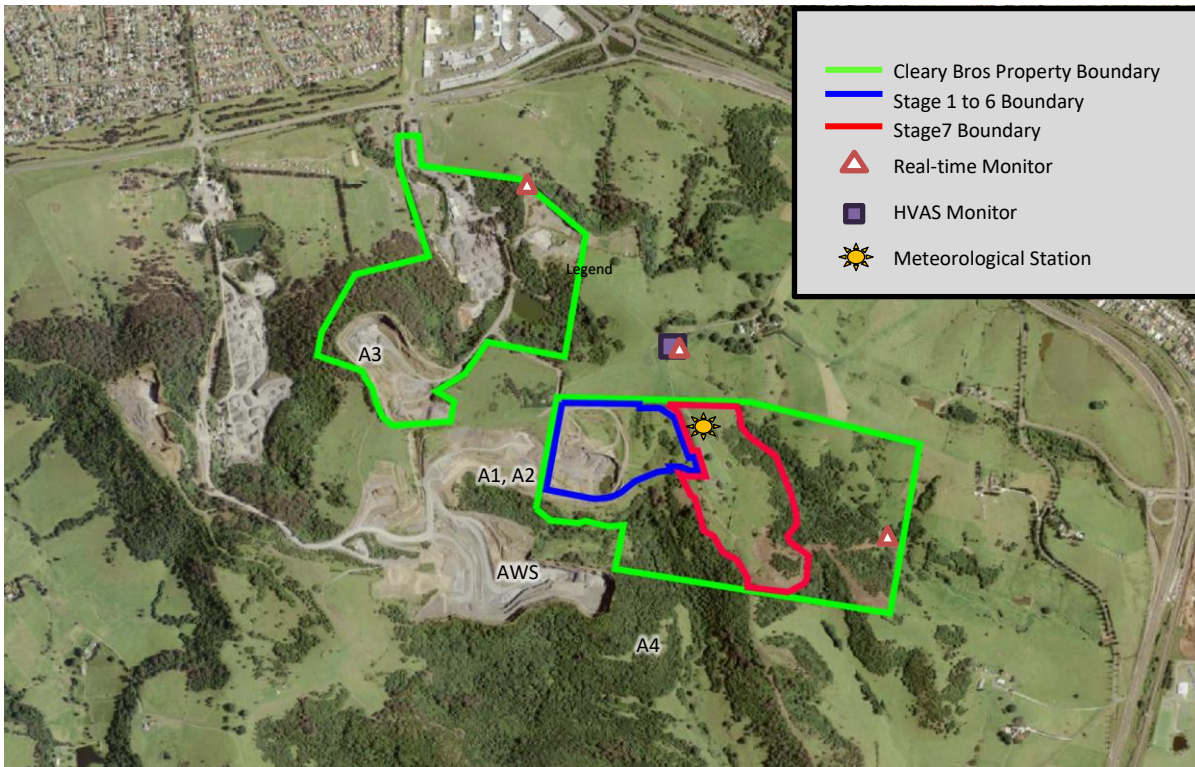 Cleary Bros Property Boundary
Stage 1 to 6 Boundary
Stage7 Boundary
Real-time Monitor
HVAS Monitor
Meteorological Station
Legend
A3
A1, A2
AWS
A4